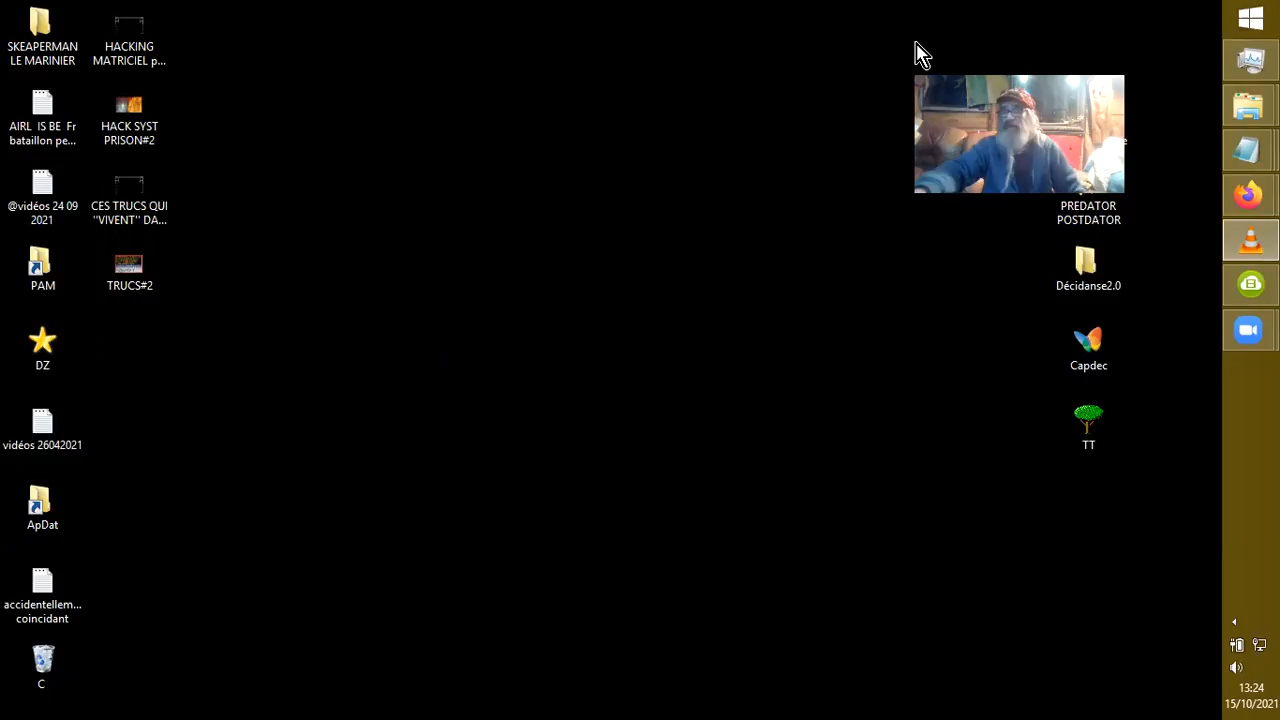 SKEAPERMAN
LE MARINIER
HACKING
MATRICIEL p...
AIRL IS BE Fr
bataillon pe...
HACK SYST
PRISON#2
@vidéos 24 09
2021
CES TRUCS QUI
"VIVENT" DA...
PAM
TRUCS#2
DZ
vidéos 26042021
ApDat
accidentellem...
coincidant
C
PREDATOR
POSTDATOR
Décidanse2.0
Capdec
TT
13:24
15/10/2021